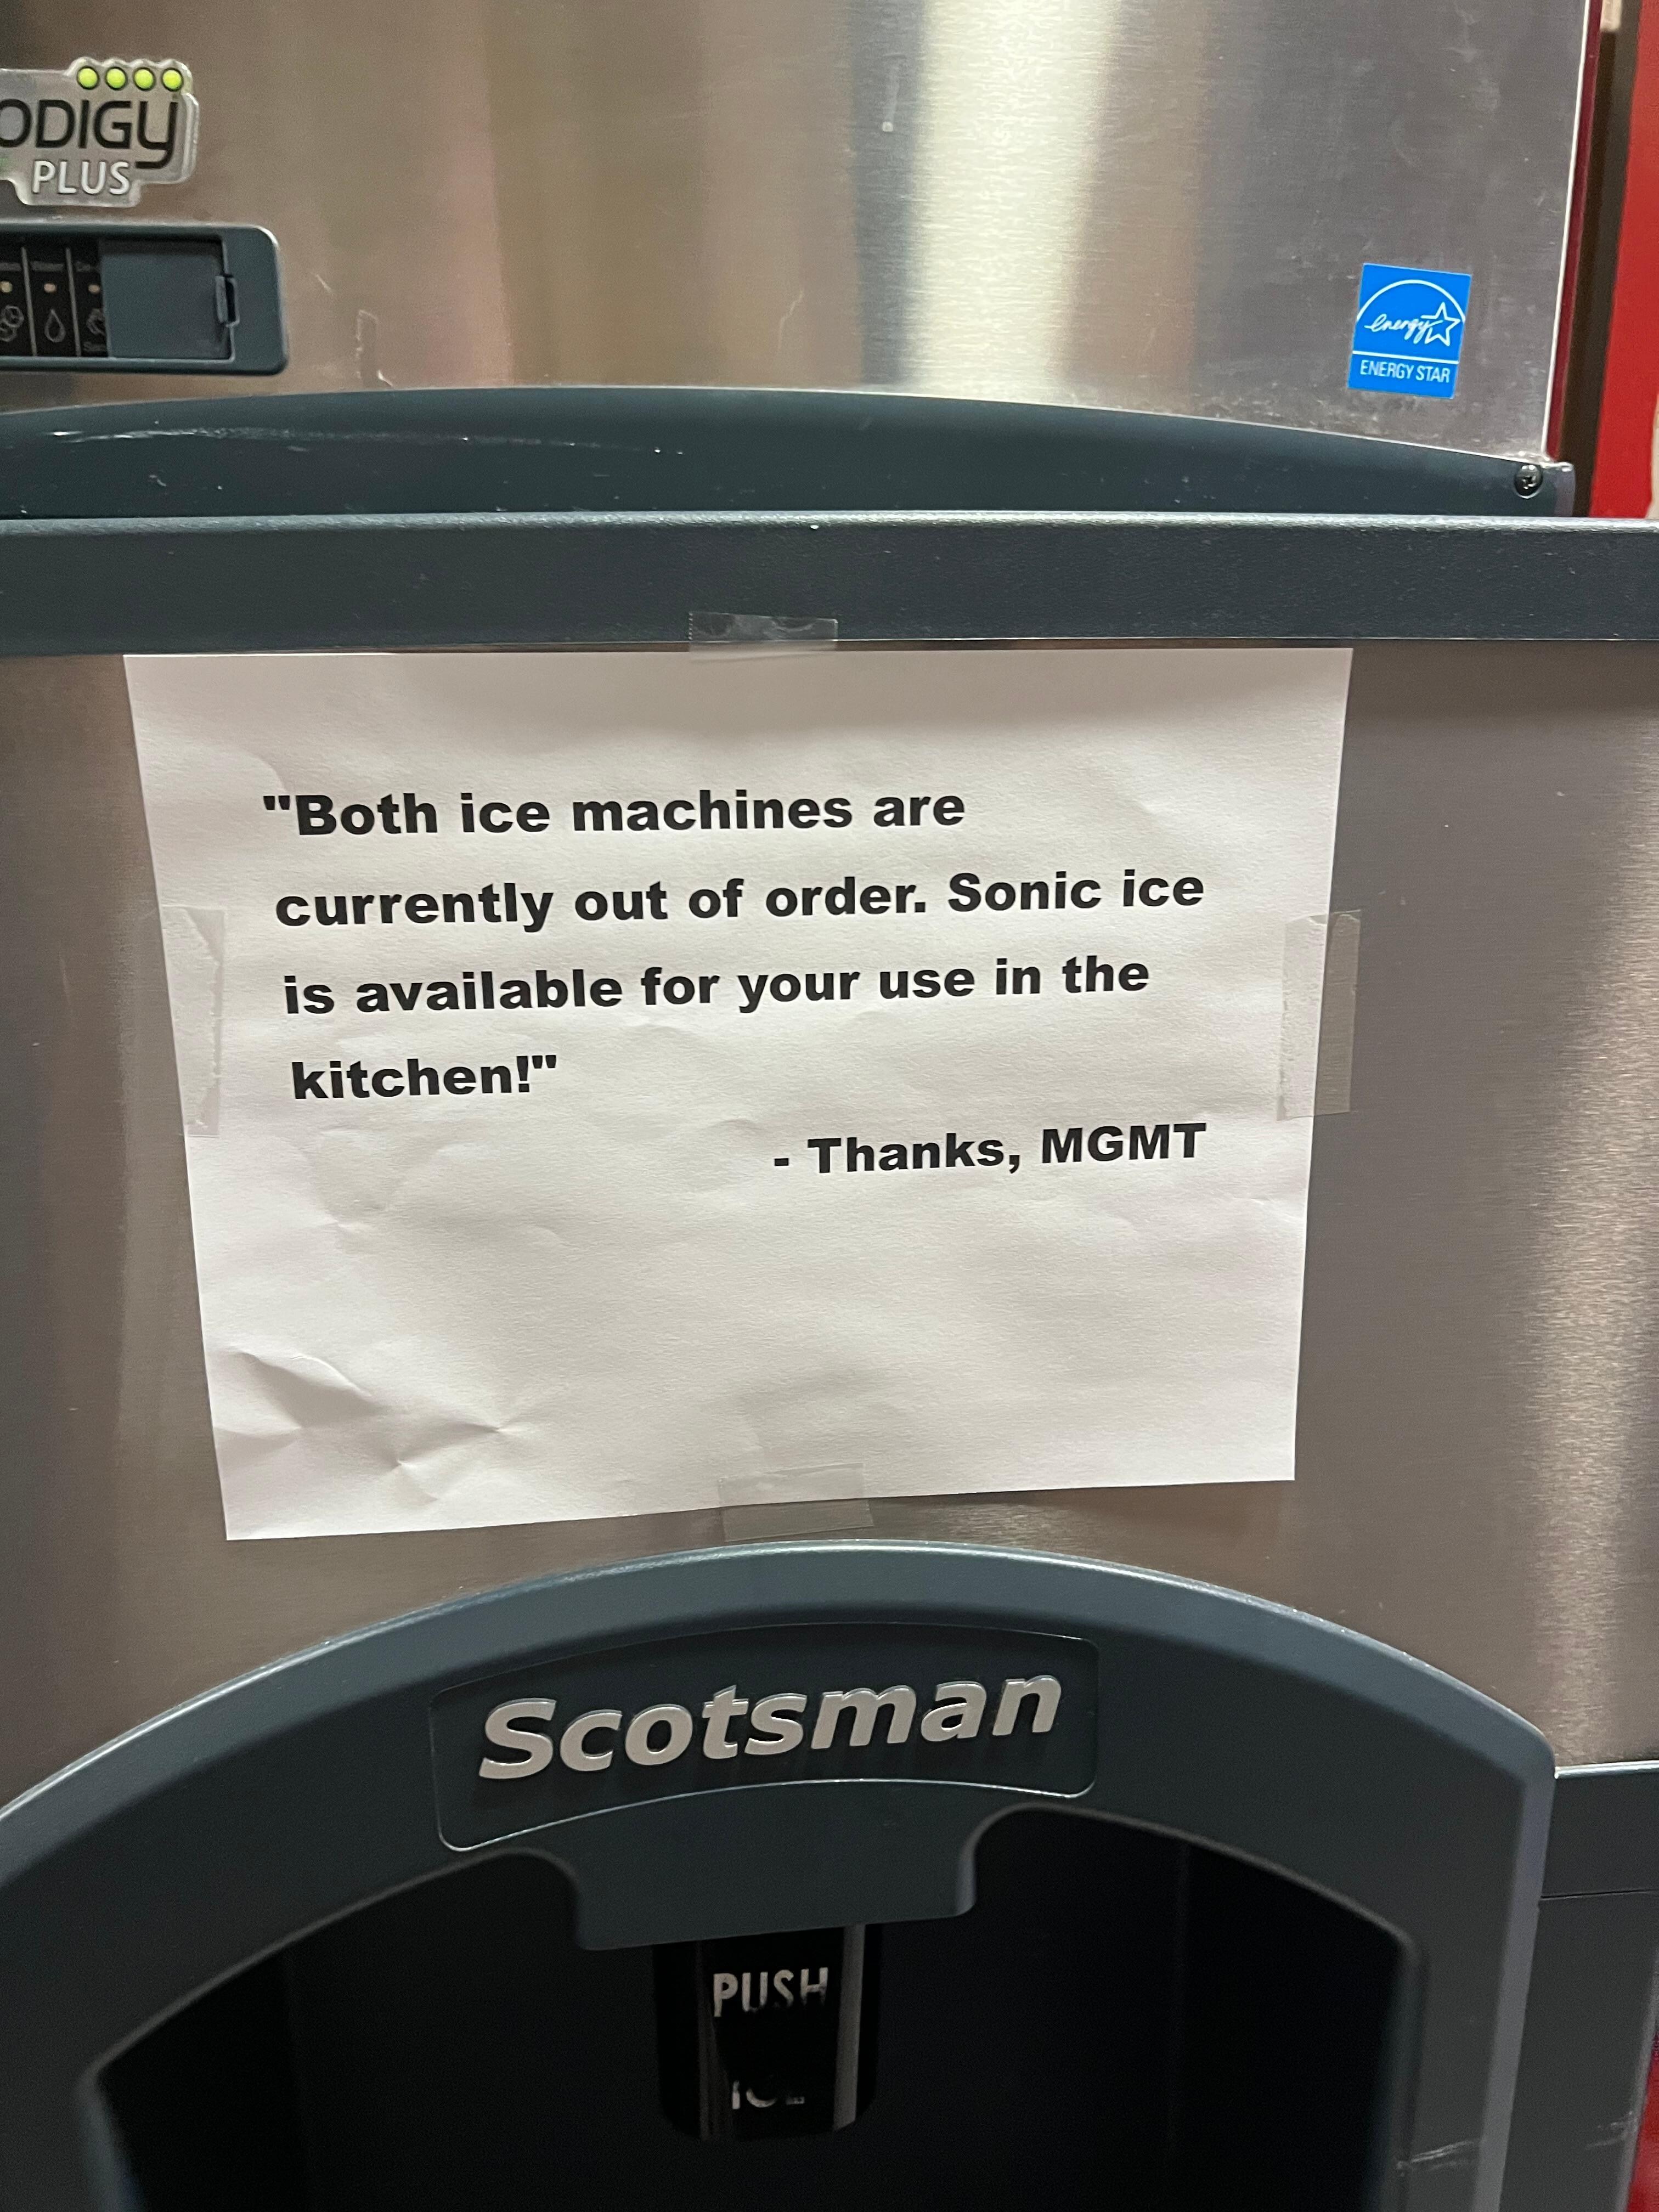 ODIGY
PLUS
energy
ENERGY STAR
"Both ice machines are
currently out of order. Sonic ice
is available for your use in the
kitchen!"
- Thanks, MGMT
Scotsman
PUSH